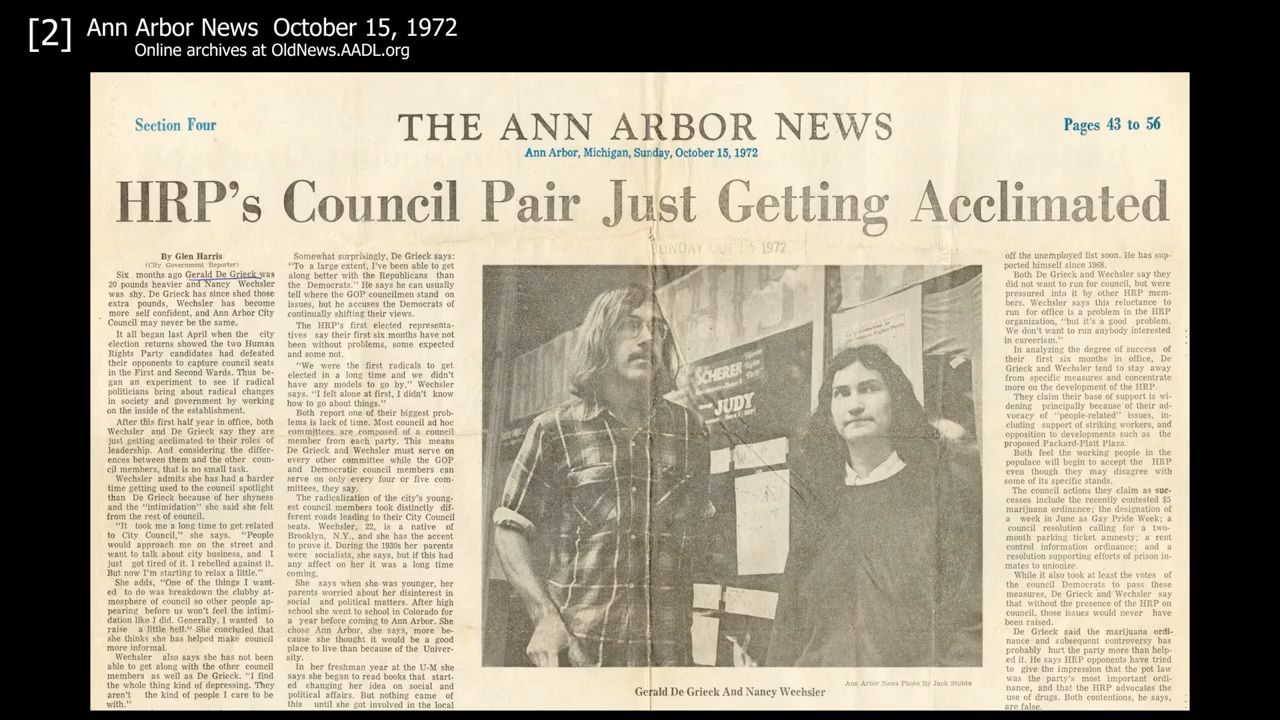 [2] Ann Arbor News October 15, 1972
Online archives at OldNews.AADL.org
Section Four
THE ANN ARBOR NEWS
Pages 43 to 56
Ann Arbor, Michigan, Sunday, October 15, 1972
HRP's Council Pair Just Getting Acclimated
SUNDAY OCT 15 1972
By Glen Harris
(City Government Reporter)
Six months ago Gerald De Grieck was
20 pounds heavier and Nancy Wechsler
was shy. De Grieck has since shed those
extra pounds, Wechsler has become
more self confident, and Ann Arbor City
Council may never be the same.
It all began last April when the city
election returns showed the two Human
Rights Party candidates had defeated
their opponents to capture council seats
in the First and Second Wards. Thus be-
gan an experiment to see if radical
politicians bring about radical changes
in society and government by working
on the inside of the establishment.
After this first half year in office, both
Wechsler and De Grieck say they are
just getting acclimated to their roles of
leadership. And considering the differ-
ences between them and the other coun-
cil members, that is no small task.
Wechsler admits she has had a harder
time getting used to the council spotlight
than De Grieck because of her shyness
and the "intimidation" she said she felt
from the rest of council.
"It took me a long time to get related
to City Council," she says. "People
would approach me on the street and
want to talk about city business, and I
just got tired of it. I rebelled against it.
But now I'm starting to relax a little."
She adds, "One of the things I want-
ed to do was breakdown the clubby at-
mosphere of council so other people ap-
pearing before us won't feel the intimi-
dation like I did. Generally, I wanted to
raise a little hell." She concluded that
she thinks she has helped make council
more informal.
Wechsler also says she has not been
able to get along with the other council
members as well as De Grieck. "I find
the whole thing kind of depressing. They
aren't the kind of people I care to be
with."
Somewhat surprisingly, De Grieck says:
"To a large extent, I've been able to get
along better with the Republicans than
the Democrats." He says he can usually
tell where the GOP councilmen stand on
issues, but he accuses the Democrats of
continually shifting their views.
The HRP's first elected representa-
tives say their first six months have not
been without problems, some expected
and some not.
"We were the first radicals to get
elected in a long time and we didn't
have any models to go by," Wechsler
says. "I felt alone at first, I didn't know
how to go about things."
Both report one of their biggest prob-
lems is lack of time. Most council ad hoc
committees are composed of a council
member from each party. This means
De Grieck and Wechsler must serve on
every other committee while the GOP
and Democratic council members can
serve on only every four or five com-
mittees, they say.
The radicalization of the city's young-
est council members took distinctly dif-
ferent roads leading to their City Council
seats. Wechsler, 22, is a native of
Brooklyn, N.Y., and she has the accent
to prove it. During the 1930s her parents
were socialists, she says, but if this had
any affect on her it was a long time
coming.
She says when she was younger, her
parents worried about her disinterest in
social and political matters. After high
school she went to school in Colorado for
a year before coming to Ann Arbor. She
chose Ann Arbor, she says, more be-
cause she thought it would be a good
place to live than because of the Univer-
sity.
In her freshman year at the U-M she
says she began to read books that start-
ed changing her idea on social and
political affairs. But nothing came of
this until she got involved in the local
SCHERER
JUDY
Rights Party
Ann Arbor News Photo By Jack Stubbs
Gerald De Grieck And Nancy Wechsler
off the unemployed list soon. He has sup-
ported himself since 1968.
Both De Grieck and Wechsler say they
did not want to run for council, but were
pressured into it by other HRP mem-
bers. Wechsler says this reluctance to
run for office is a problem in the HRP
organization, "but it's a good problem.
We don't want to run anybody interested
in careerism."
In analyzing the degree of success of
their first six months in office, De
Grieck and Wechsler tend to stay away
from specific measures and concentrate
more on the development of the HRP.
They claim their base of support is wi-
dening principally because of their ad-
vocacy of "people-related" issues, in-
cluding support of striking workers, and
opposition to developments such as the
proposed Packard-Platt Plaza.
Both feel the working people in the
populace will begin to accept the HRP
even though they may disagree with
some of its specific stands.
The council actions they claim as suc-
cesses include the recently contested $5
marijuana ordinance; the designation of
a week in June as Gay Pride Week; a
council resolution calling for a two-
month parking ticket amnesty; a rent
control information ordinance; and a
resolution supporting efforts of prison in-
mates to unionize.
While it also took at least the votes of
the council Democrats to pass these
measures, De Grieck and Wechsler say
that without the presence of the HRP on
council, those issues would never have
been raised.
De Grieck said the marijuana ordi-
nance and subsequent controversy has
probably hurt the party more than help-
ed it. He says HRP opponents have tried
to give the impression that the pot law
was the party's most important ordi-
nance, and that the HRP advocates the
use of drugs. Both contentions, he says,
are false.